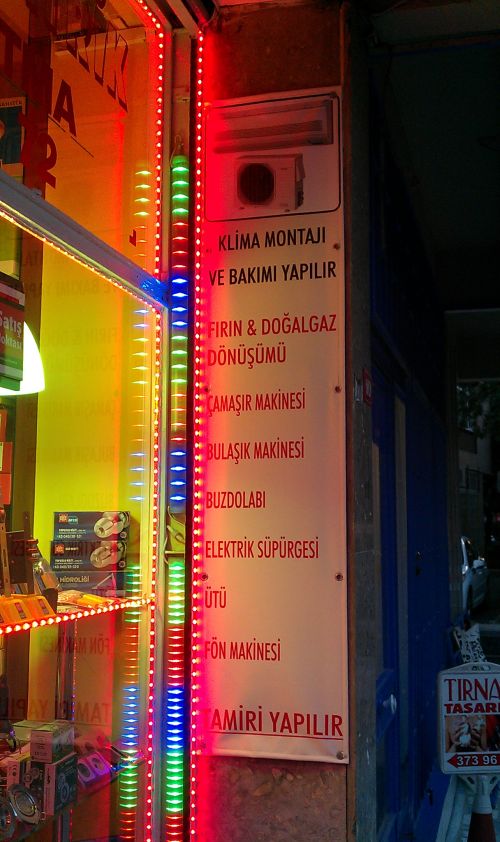 KLİMA MONTAJI
VE BAKIMI YAPILIR
FIRIN & DOĞALGAZ
DÖNÜŞÜMÜ
ÇAMAŞIR MAKİNESİ
BULAŞIK MAKİNESİ
BUZDOLABI
ELEKTRİK SÜPÜRGESİ
ÜTÜ
FÖN MAKİNESİ
TAMİRİ YAPILIR
Satış
TIRNA
TASAR
373 96